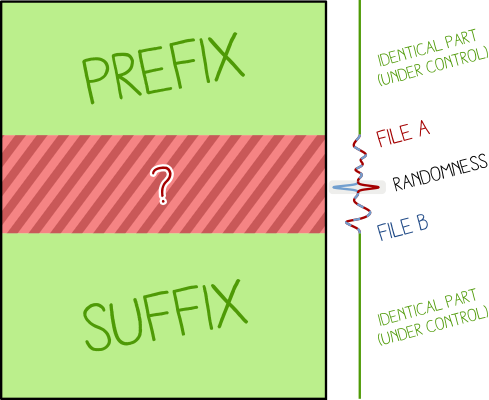 PREFIX
?
SUFFIX
IDENTICAL PART
(UNDER CONTROL)
FILE A
RANDOMNESS
FILE B
IDENTICAL PART
(UNDER CONTROL)